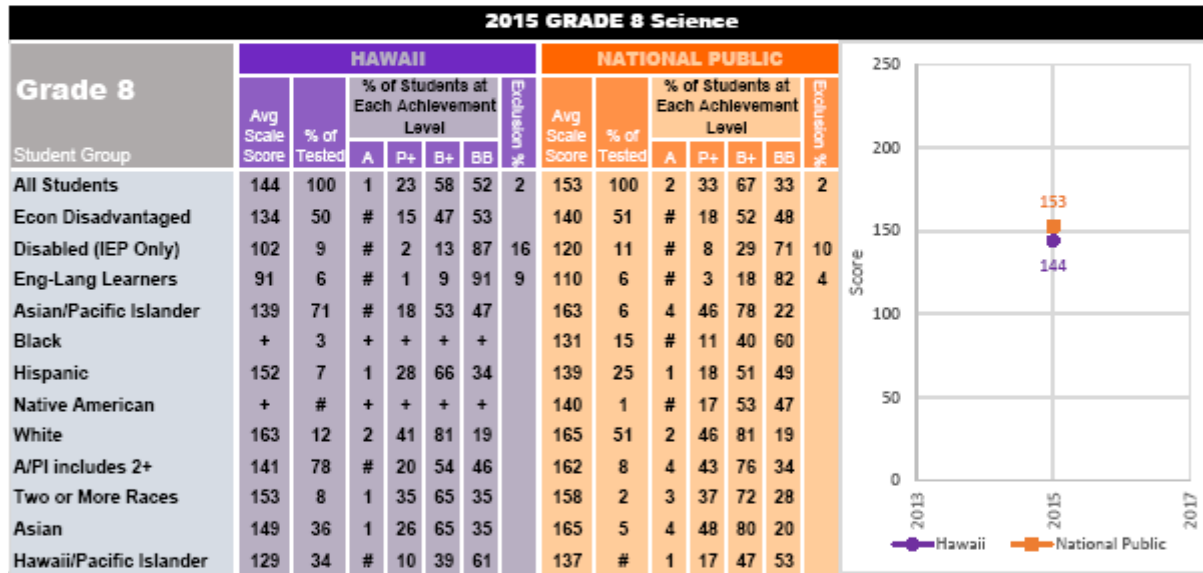 2015 GRADE 8 Science
HAWAII NATIONAL PUBLIC
Grade 8
Student Group
Avg Scale Score % of Tested % of Students at Each Achievement Level Exclusion % Avg Scale Score % of Tested % of Students at Each Achievement Level Exclusion %
A P+ B+ BB A P+ B+ BB
All Students 144 100 1 23 58 52 2 153 100 2 33 67 33 2
Econ Disadvantaged 134 50 # 15 47 53 140 51 # 18 52 48
Disabled (IEP Only) 102 9 # 2 13 87 16 120 11 # 8 29 71 10
Eng-Lang Learners 91 6 # 1 9 91 9 110 6 # 3 18 82 4
Asian/Pacific Islander 139 71 # 18 53 47 163 6 4 46 78 22
Black + 3 + + + + 131 15 # 11 40 60
Hispanic 152 7 1 28 66 34 139 25 1 18 51 49
Native American + # + + + + 140 1 # 17 53 47
White 163 12 2 41 81 19 165 51 2 46 81 19
A/PI includes 2+ 141 78 # 20 54 46 162 8 4 43 76 34
Two or More Races 153 8 1 35 65 35 158 2 3 37 72 28
Asian 149 36 1 26 65 35 165 5 4 48 80 20
Hawaii/Pacific Islander 129 34 # 10 39 61 137 # 1 17 47 53
250
200
150
100
50
0
Score
153
144
2013 2015 2017
Hawaii National Public